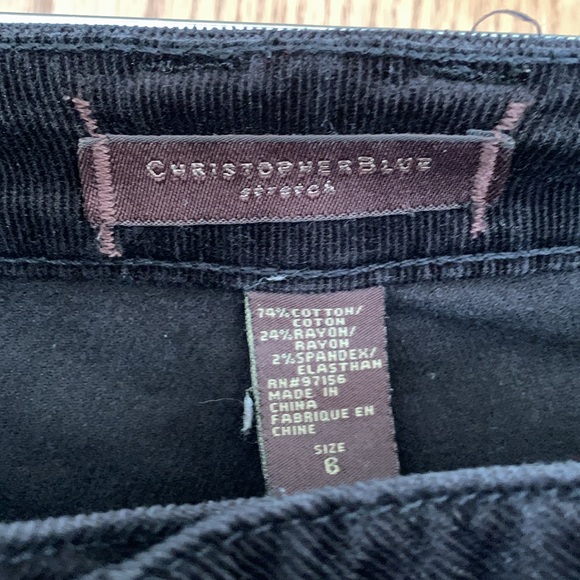 CHRISTOPHERBLUE
stretch
74%COTTON/
COTON
24%RAYON/
RAYON
2%SPANDEX/
ELASTHAN
RN#97156
MADE IN
CHINA
FABRIQUE EN
CHINE
SIZE
6